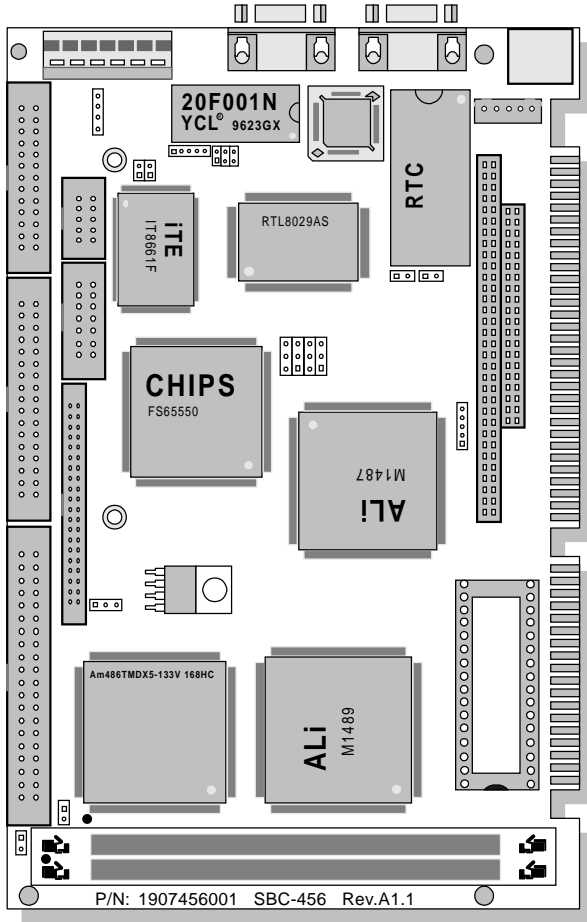 20F001N
YCL® 9623GX
RTC
iTE
IT8661F
RTL8029AS
CHIPS
FS65550
M1487
ALi
Am486TMDX5-133V 168HC
ALi
M1489
P/N: 1907456001 SBC-456 Rev.A1.1